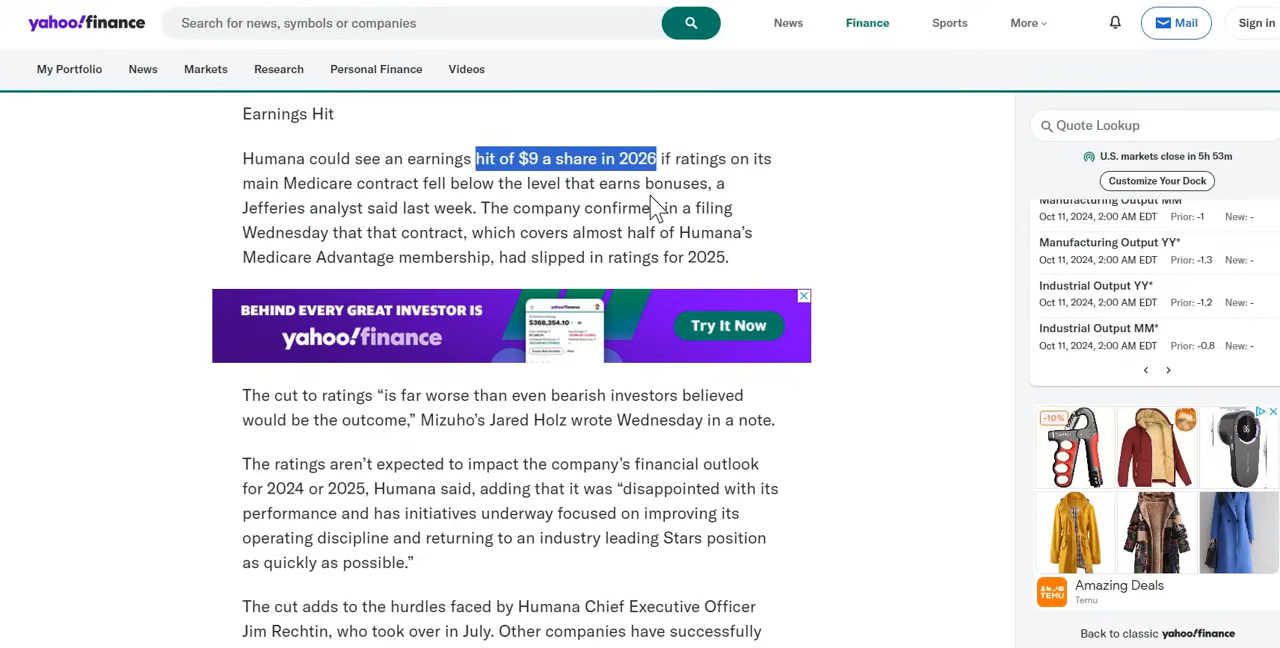 yahoo!finance
Search for news, symbols or companies
News
Finance
Sports
More
Mail
Sign in
My Portfolio
News
Markets
Research
Personal Finance
Videos
Earnings Hit
Humana could see an earnings hit of $9 a share in 2026 if ratings on its
main Medicare contract fell below the level that earns bonuses, a
Jefferies analyst said last week. The company confirmed in a filing
Wednesday that that contract, which covers almost half of Humana’s
Medicare Advantage membership, had slipped in ratings for 2025.
BEHIND EVERY GREAT INVESTOR IS
yahoo!finance
$368,354.10
Try It Now
The cut to ratings “is far worse than even bearish investors believed
would be the outcome,” Mizuho’s Jared Holz wrote Wednesday in a note.
The ratings aren’t expected to impact the company’s financial outlook
for 2024 or 2025, Humana said, adding that it was “disappointed with its
performance and has initiatives underway focused on improving its
operating discipline and returning to an industry leading Stars position
as quickly as possible.”
The cut adds to the hurdles faced by Humana Chief Executive Officer
Jim Rechtin, who took over in July. Other companies have successfully
Quote Lookup
U.S. markets close in 5h 53m
Customize Your Dock
Manufacturing Output MM
Oct 11, 2024, 2:00 AM EDT Prior: -1 New: -
Manufacturing Output YY*
Oct 11, 2024, 2:00 AM EDT Prior: -1.3 New: -
Industrial Output YY*
Oct 11, 2024, 2:00 AM EDT Prior: -1.2 New: -
Industrial Output MM*
Oct 11, 2024, 2:00 AM EDT Prior: -0.8 New: -
-10%
TEMU
Amazing Deals
Temu
Back to classic yahoo!finance